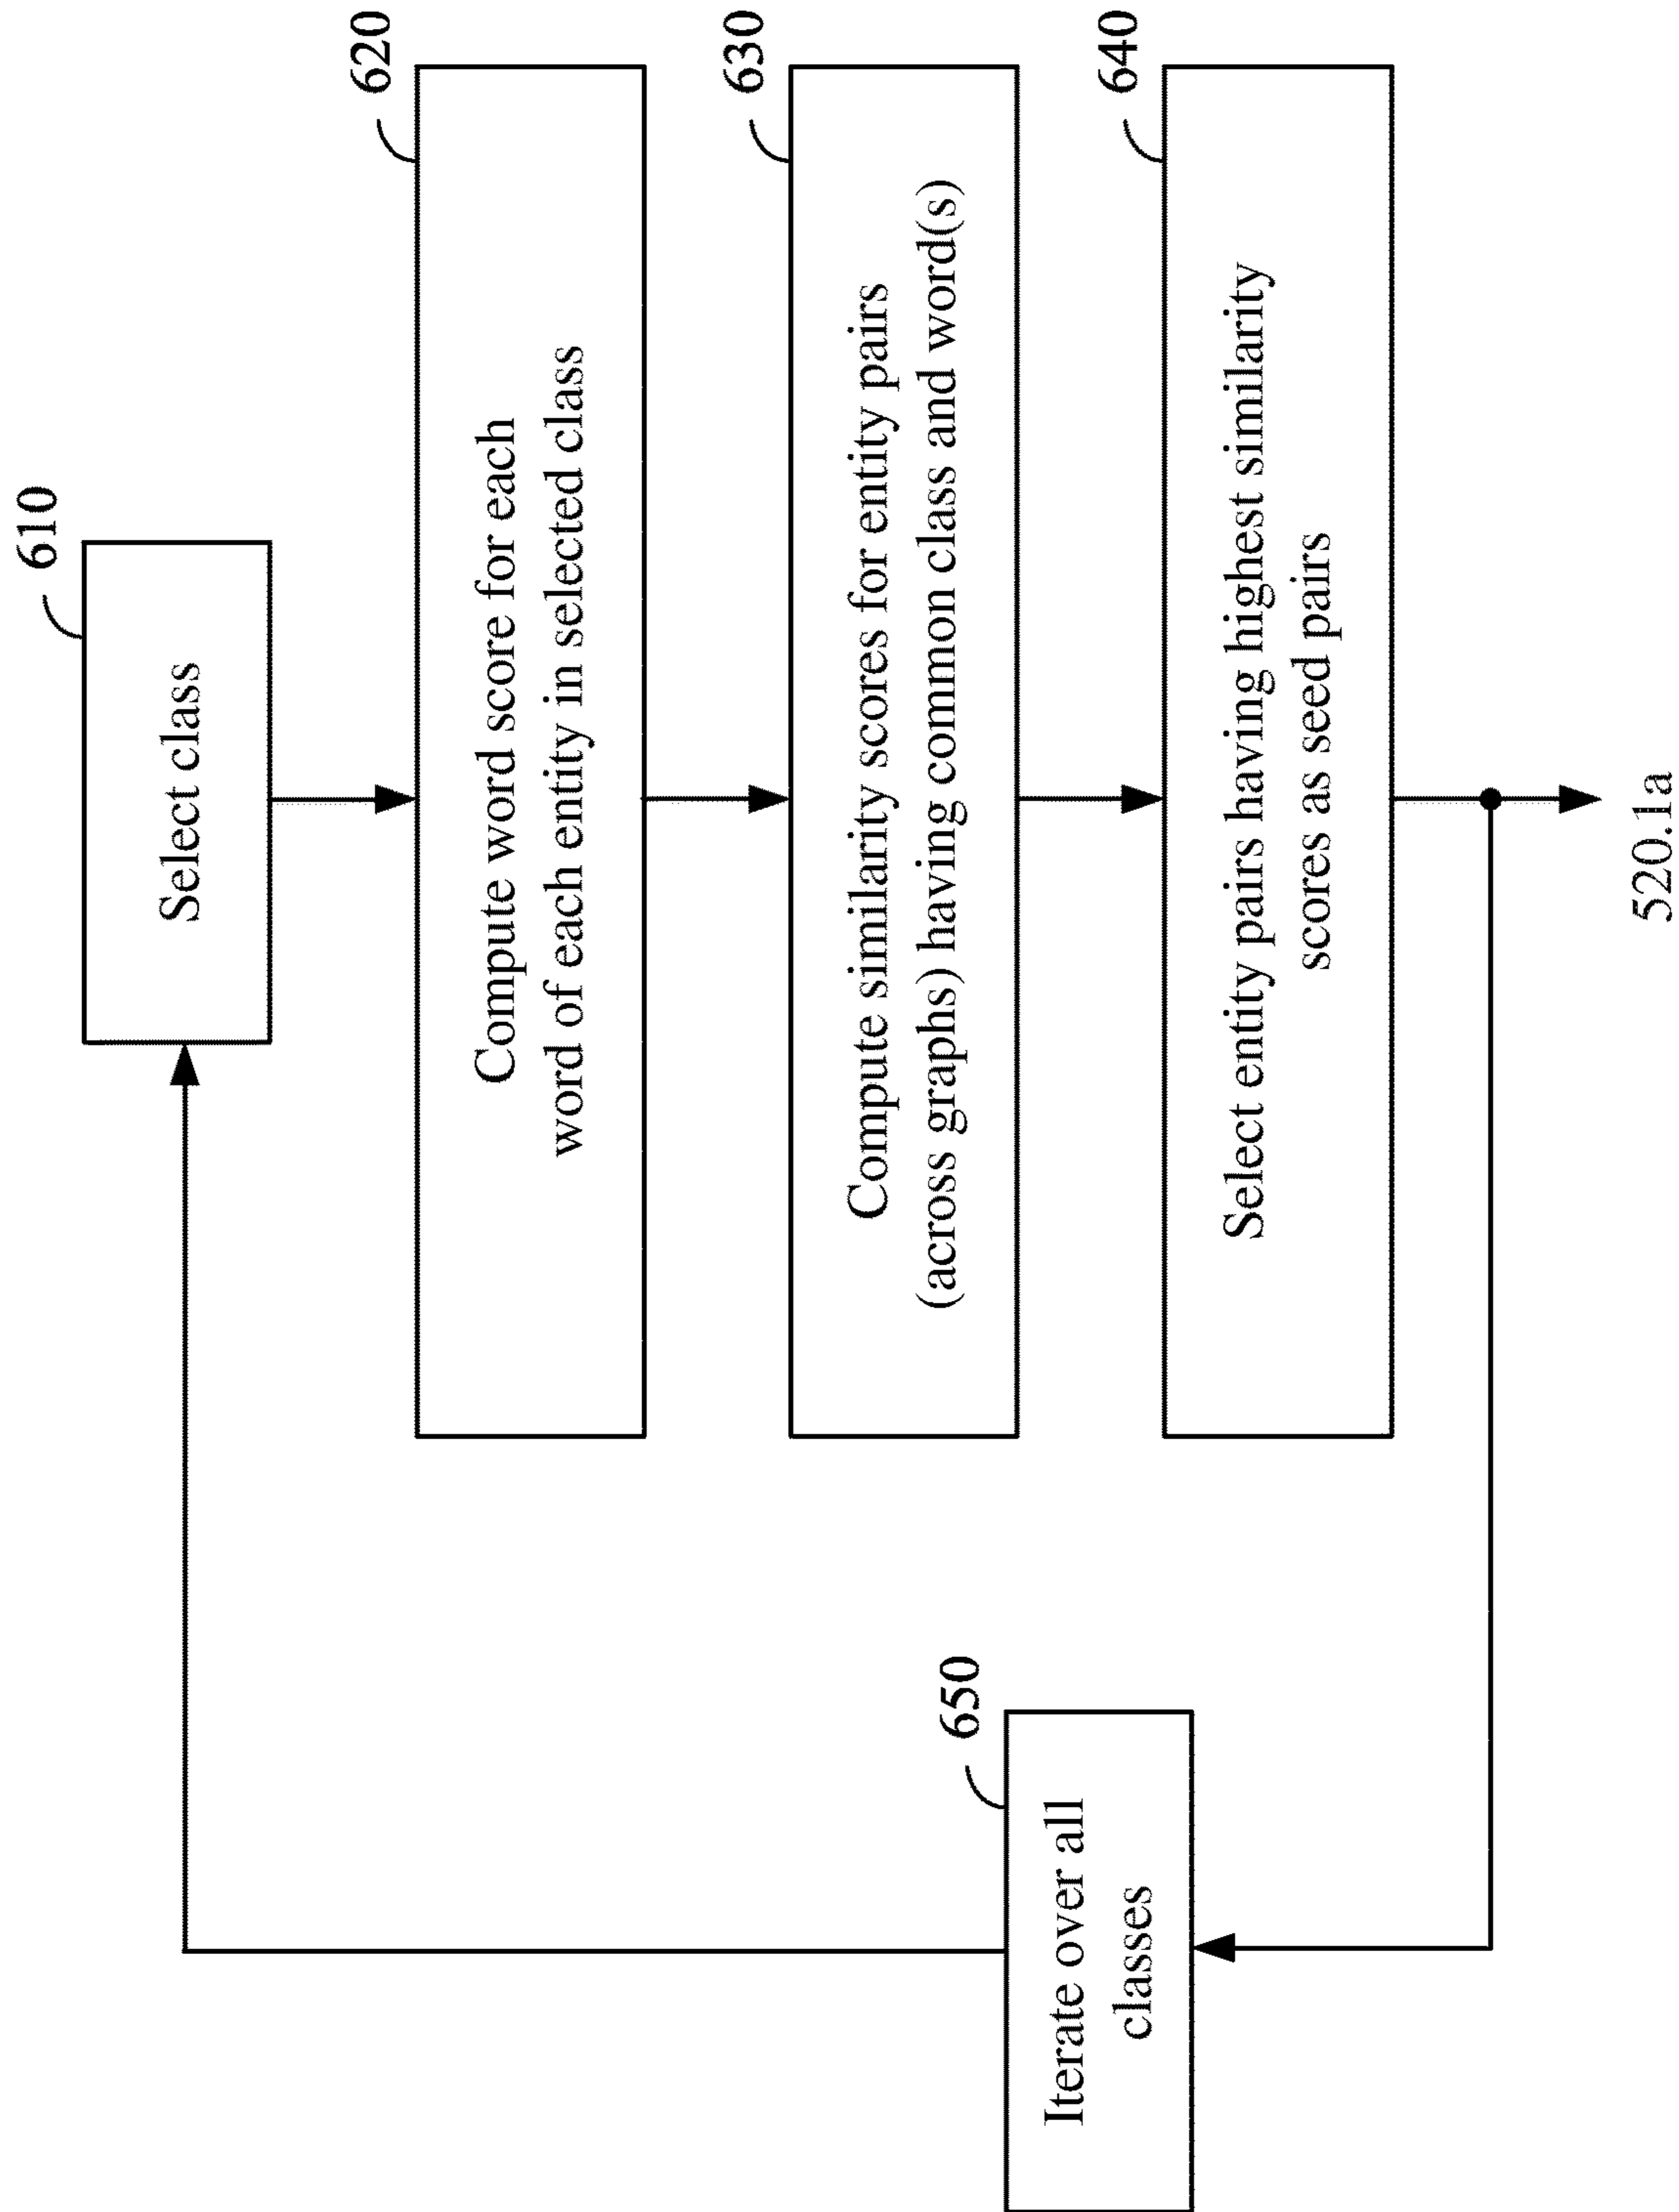 610
Select class
620
Compute word score for each
word of each entity in selected class
630
Compute similarity scores for entity pairs
(across graphs) having common class and word(s)
640
Select entity pairs having highest similarity
scores as seed pairs
650
Iterate over all
classes
520.1a